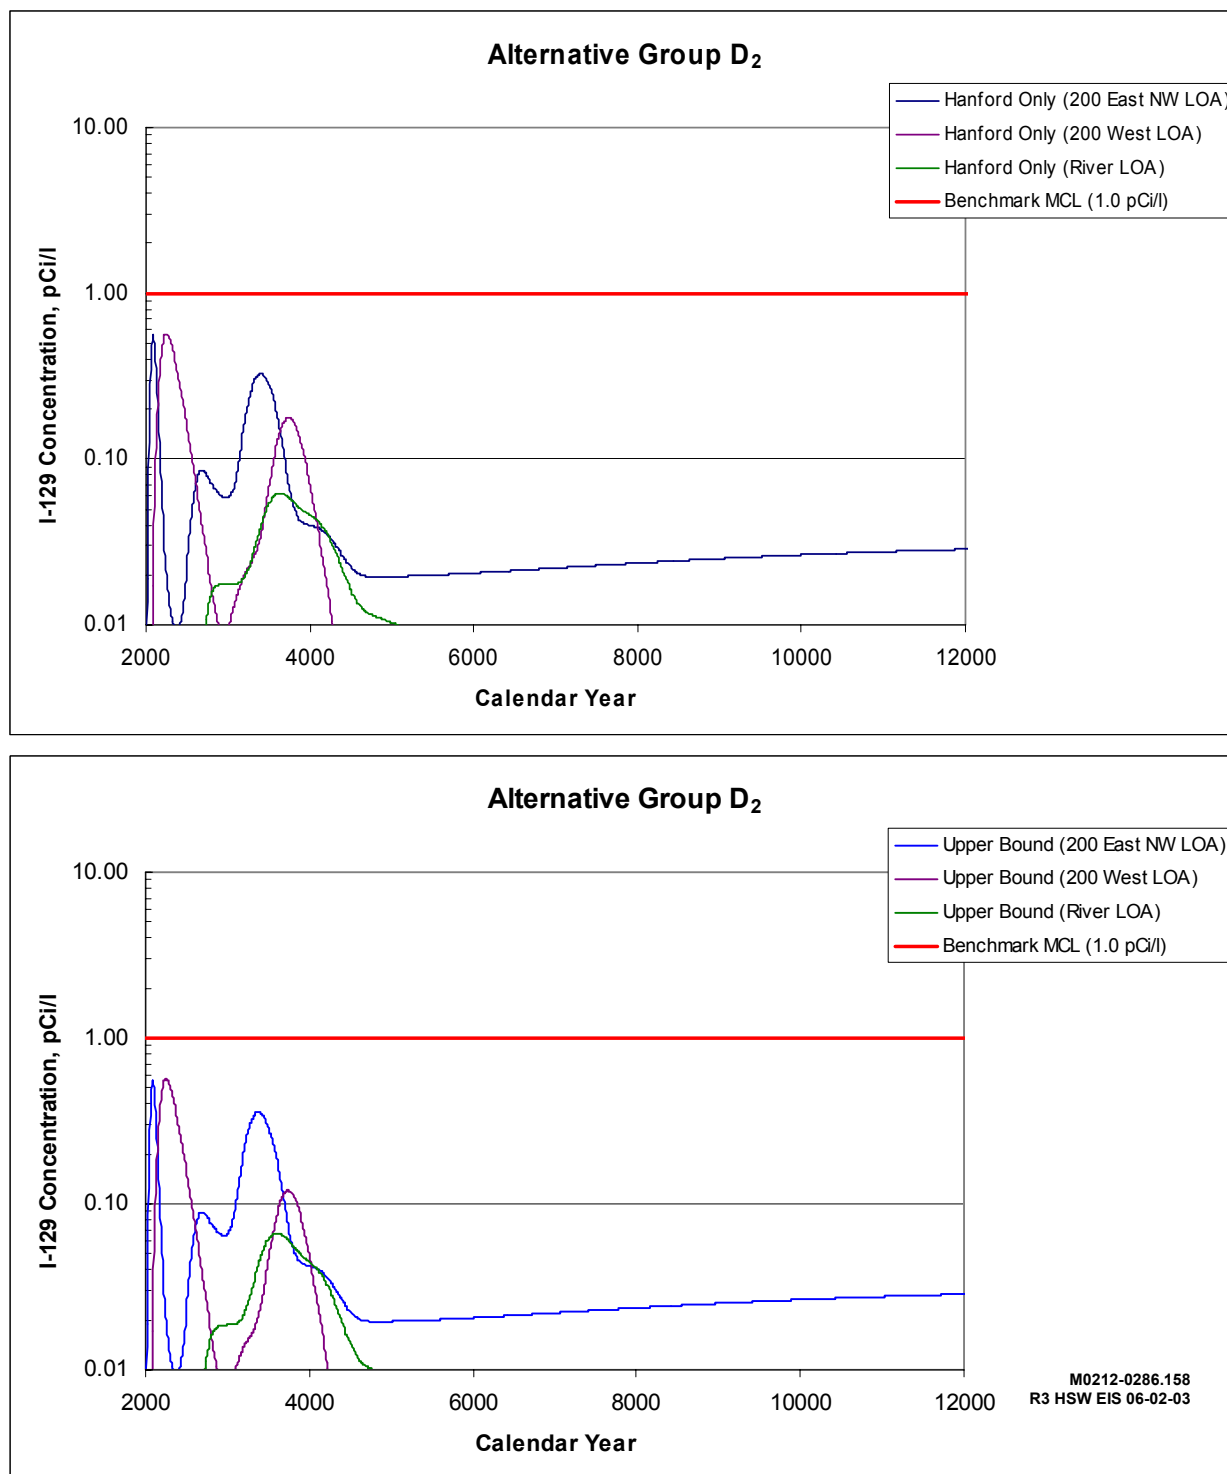 Alternative Group D₂
Hanford Only (200 East NW LOA)
Hanford Only (200 West LOA)
Hanford Only (River LOA)
Benchmark MCL (1.0 pCi/l)
10.00
1.00
0.10
0.01
I-129 Concentration, pCi/l
2000 4000 6000 8000 10000 12000
Calendar Year
Alternative Group D₂
Upper Bound (200 East NW LOA)
Upper Bound (200 West LOA)
Upper Bound (River LOA)
Benchmark MCL (1.0 pCi/l)
10.00
1.00
0.10
0.01
I-129 Concentration, pCi/l
2000 4000 6000 8000 10000 12000
Calendar Year
M0212-0286.158
R3 HSW EIS 06-02-03